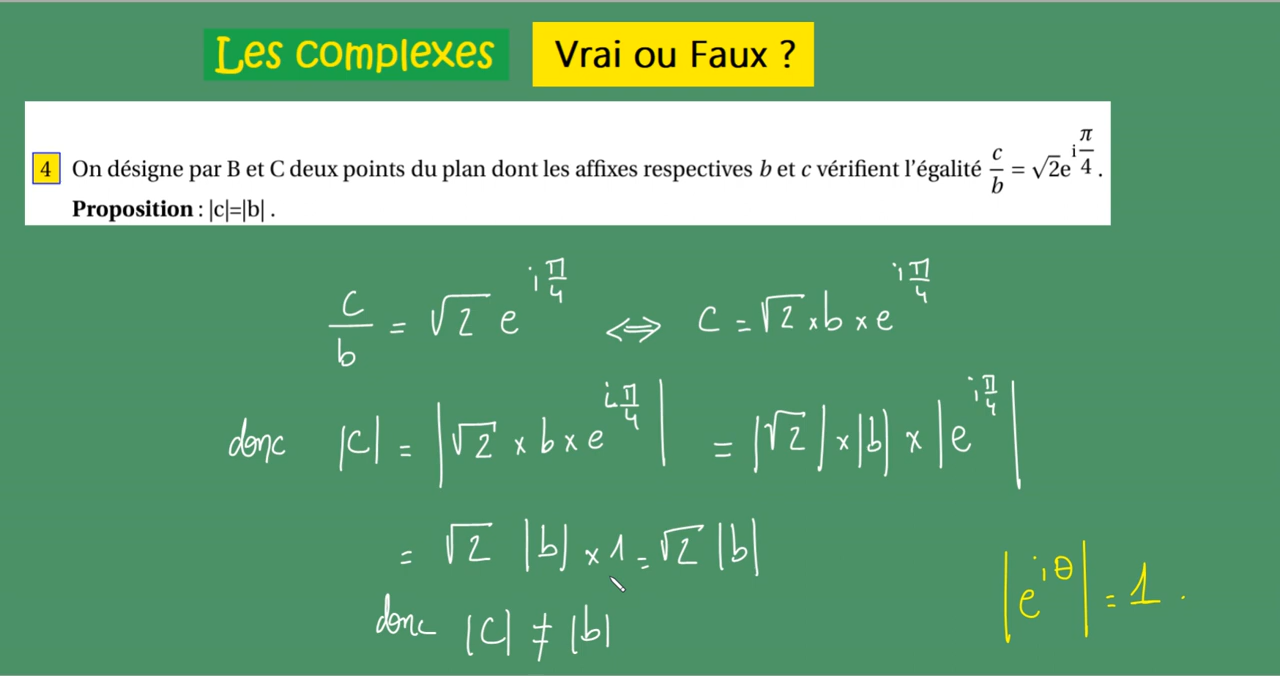 Les complexes Vrai ou Faux ?
4 On désigne par B et C deux points du plan dont les affixes respectives b et c vérifient l'égalité c/b = √2e^(iπ/4).
Proposition : |c|=|b| .
c/b = √2 e^(iπ/4) ⇔ c = √2 × b × e^(iπ/4)
donc |c| = |√2 × b × e^(iπ/4)| = |√2| × |b| × |e^(iπ/4)|
= √2 |b| × 1 = √2 |b|
donc |c| ≠ |b|
|e^(iθ)| = 1 .